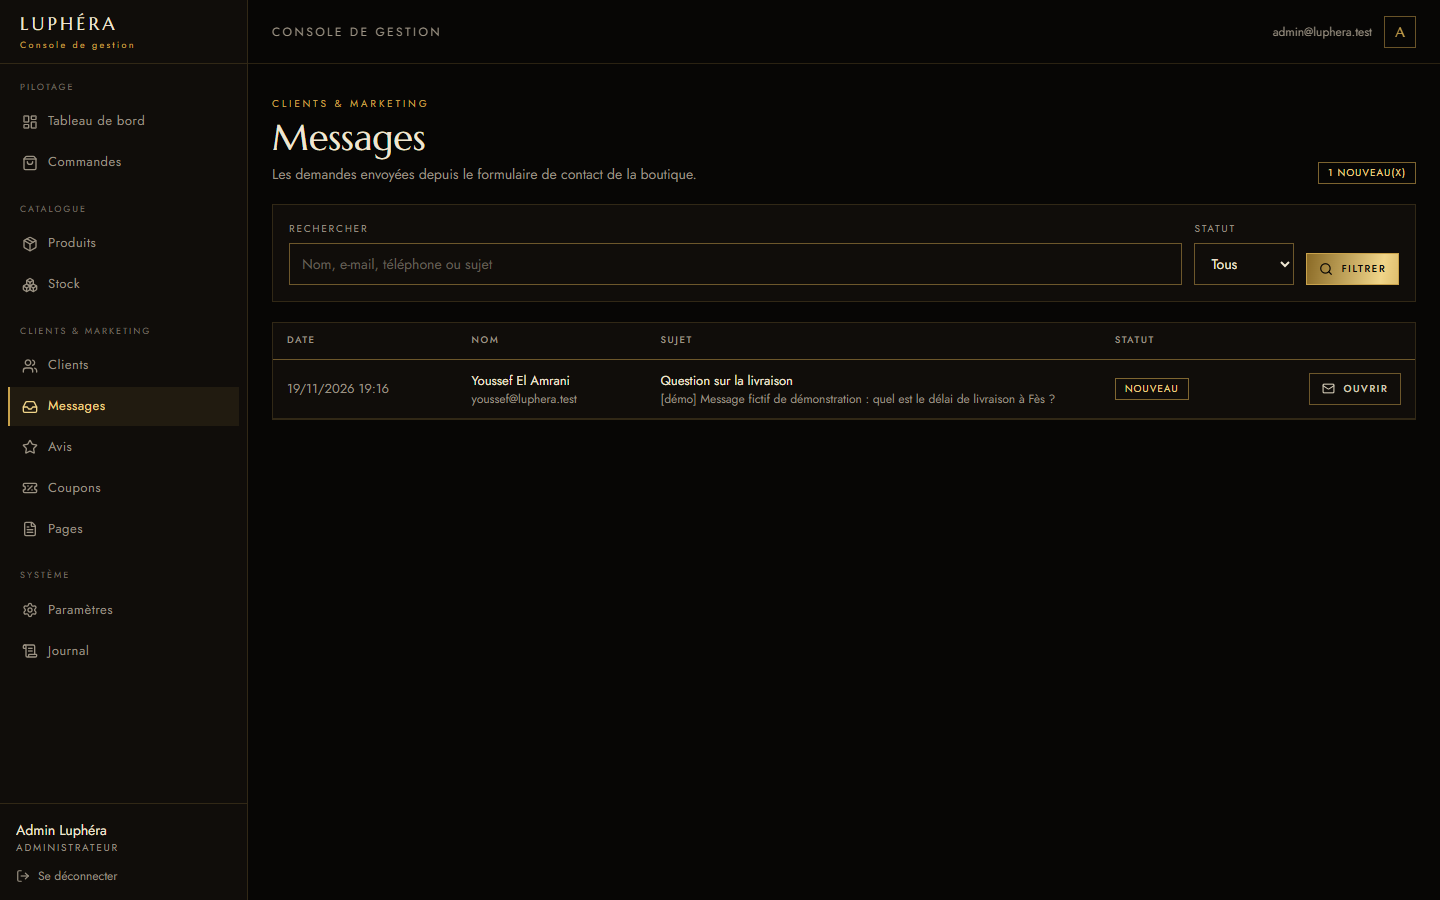 LUPHÉRA
Console de gestion
PILOTAGE
Tableau de bord
Commandes
CATALOGUE
Produits
Stock
CLIENTS & MARKETING
Clients
Messages
Avis
Coupons
Pages
SYSTÈME
Paramètres
Journal
Admin Luphéra
ADMINISTRATEUR
Se déconnecter
CONSOLE DE GESTION
admin@luphera.test
A
CLIENTS & MARKETING
Messages
Les demandes envoyées depuis le formulaire de contact de la boutique.
1 NOUVEAU(X)
RECHERCHER
STATUT
Nom, e-mail, téléphone ou sujet
Tous
FILTRER
DATE NOM SUJET STATUT
19/11/2026 19:16
Youssef El Amrani
youssef@luphera.test
Question sur la livraison
[démo] Message fictif de démonstration : quel est le délai de livraison à Fès ?
NOUVEAU
OUVRIR